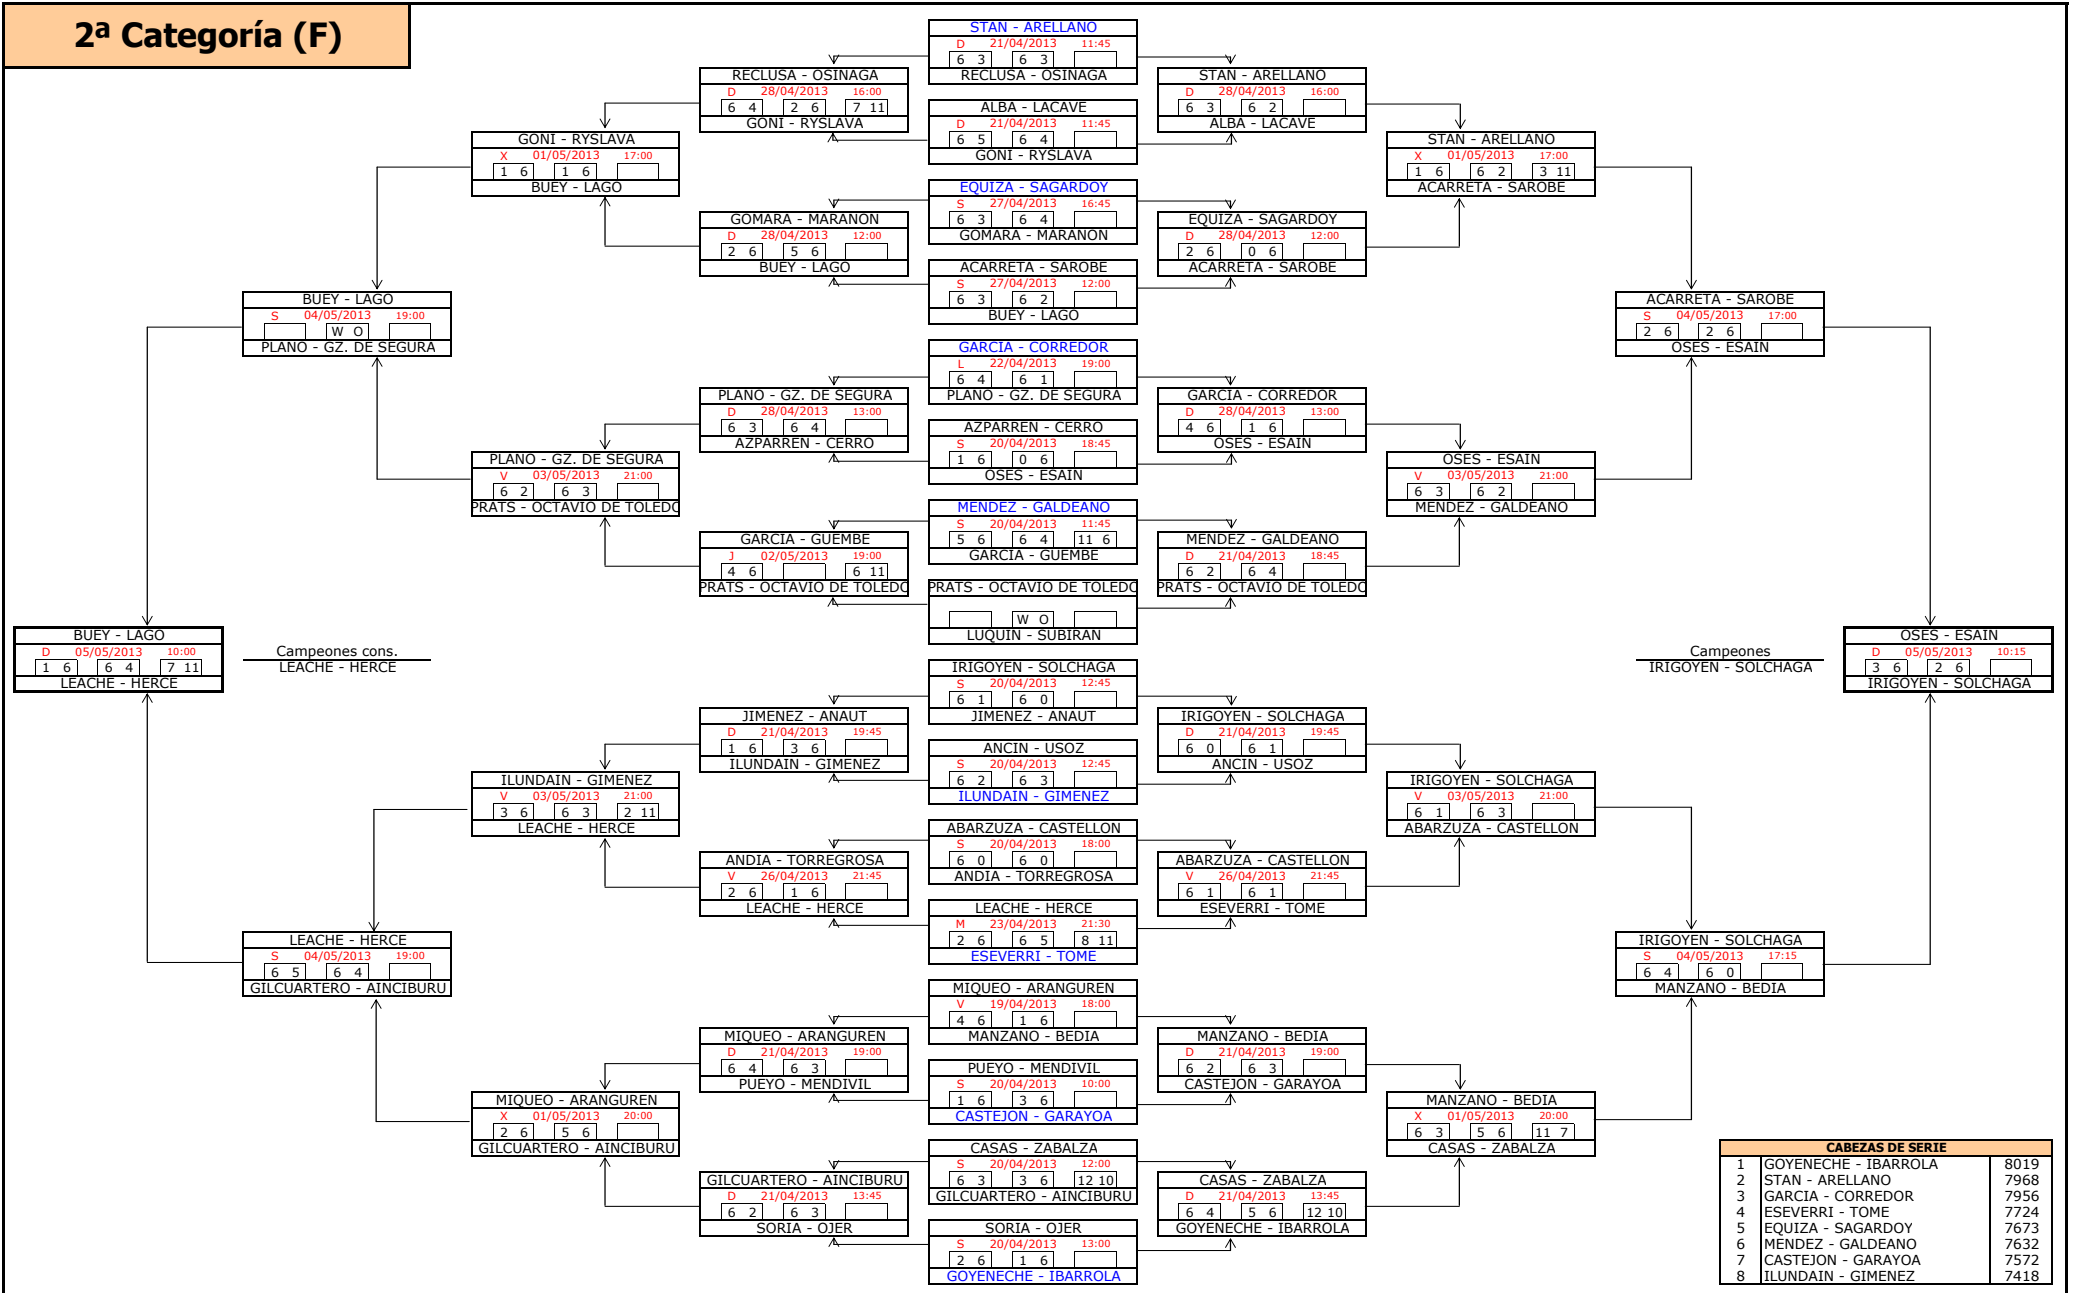 2ª Categoría (F)
BUEY - LAGO
D 05/05/2013 10:00
1 6 6 4 7 11
LEACHE - HERCE
Campeones cons.
LEACHE - HERCE
BUEY - LAGO
S 04/05/2013 19:00
W O
PLANO - GZ. DE SEGURA
LEACHE - HERCE
S 04/05/2013 19:00
6 5 6 4
GILCUARTERO - AINCIBURU
GOÑI - RYSLAVA
X 01/05/2013 17:00
1 6 1 6
BUEY - LAGO
PLANO - GZ. DE SEGURA
V 03/05/2013 21:00
6 2 6 3
PRATS - OCTAVIO DE TOLEDO
ILUNDAIN - GIMENEZ
V 03/05/2013 21:00
3 6 6 3 2 11
LEACHE - HERCE
MIQUEO - ARANGUREN
X 01/05/2013 20:00
2 6 5 6
GILCUARTERO - AINCIBURU
RECLUSA - OSINAGA
D 28/04/2013 16:00
6 4 2 6 7 11
GOÑI - RYSLAVA
GOMARA - MARAÑON
D 28/04/2013 12:00
2 6 5 6
BUEY - LAGO
PLANO - GZ. DE SEGURA
D 28/04/2013 13:00
6 3 6 4
AZPARREN - CERRO
GARCIA - GUEMBE
J 02/05/2013 19:00
4 6 6 11
PRATS - OCTAVIO DE TOLEDO
JIMENEZ - ANAUT
D 21/04/2013 19:45
1 6 3 6
ILUNDAIN - GIMENEZ
ANDIA - TORREGROSA
V 26/04/2013 21:45
2 6 1 6
LEACHE - HERCE
MIQUEO - ARANGUREN
D 21/04/2013 19:00
6 4 6 3
PUEYO - MENDIVIL
GILCUARTERO - AINCIBURU
D 21/04/2013 13:45
6 2 6 3
SORIA - OJER
STAN - ARELLANO
D 21/04/2013 11:45
6 3 6 3
RECLUSA - OSINAGA
ALBA - LACAVE
D 21/04/2013 11:45
6 5 6 4
GOÑI - RYSLAVA
EQUIZA - SAGARDOY
S 27/04/2013 16:45
6 3 6 4
GOMARA - MARAÑON
ACARRETA - SAROBE
S 27/04/2013 12:00
6 3 6 2
BUEY - LAGO
GARCIA - CORREDOR
L 22/04/2013 19:00
6 4 6 1
PLANO - GZ. DE SEGURA
AZPARREN - CERRO
S 20/04/2013 18:45
1 6 0 6
OSES - ESAIN
MENDEZ - GALDEANO
S 20/04/2013 11:45
5 6 6 4 11 6
GARCIA - GUEMBE
PRATS - OCTAVIO DE TOLEDO
W O
LUQUIN - SUBIRAN
IRIGOYEN - SOLCHAGA
S 20/04/2013 12:45
6 1 6 0
JIMENEZ - ANAUT
ANCIN - USOZ
S 20/04/2013 12:45
6 2 6 3
ILUNDAIN - GIMENEZ
ABARZUZA - CASTELLON
S 20/04/2013 18:00
6 0 6 0
ANDIA - TORREGROSA
LEACHE - HERCE
M 23/04/2013 21:30
2 6 6 5 8 11
ESEVERRI - TOME
MIQUEO - ARANGUREN
V 19/04/2013 18:00
4 6 1 6
MANZANO - BEDIA
PUEYO - MENDIVIL
S 20/04/2013 10:00
1 6 3 6
CASTEJON - GARAYOA
CASAS - ZABALZA
S 20/04/2013 12:00
6 3 3 6 12 10
GILCUARTERO - AINCIBURU
SORIA - OJER
S 20/04/2013 13:00
2 6 1 6
GOYENECHE - IBARROLA
STAN - ARELLANO
D 28/04/2013 16:00
6 3 6 2
ALBA - LACAVE
EQUIZA - SAGARDOY
D 28/04/2013 12:00
2 6 0 6
ACARRETA - SAROBE
GARCIA - CORREDOR
D 28/04/2013 13:00
4 6 1 6
OSES - ESAIN
MENDEZ - GALDEANO
D 21/04/2013 18:45
6 2 6 4
PRATS - OCTAVIO DE TOLEDO
IRIGOYEN - SOLCHAGA
D 21/04/2013 19:45
6 0 6 1
ANCIN - USOZ
ABARZUZA - CASTELLON
V 26/04/2013 21:45
6 1 6 1
ESEVERRI - TOME
MANZANO - BEDIA
D 21/04/2013 19:00
6 2 6 3
CASTEJON - GARAYOA
CASAS - ZABALZA
D 21/04/2013 13:45
6 4 5 6 12 10
GOYENECHE - IBARROLA
STAN - ARELLANO
X 01/05/2013 17:00
1 6 6 2 3 11
ACARRETA - SAROBE
OSES - ESAIN
V 03/05/2013 21:00
6 3 6 2
MENDEZ - GALDEANO
IRIGOYEN - SOLCHAGA
V 03/05/2013 21:00
6 1 6 3
ABARZUZA - CASTELLON
MANZANO - BEDIA
X 01/05/2013 20:00
6 3 5 6 11 7
CASAS - ZABALZA
ACARRETA - SAROBE
S 04/05/2013 17:00
2 6 2 6
OSES - ESAIN
IRIGOYEN - SOLCHAGA
S 04/05/2013 17:15
6 4 6 0
MANZANO - BEDIA
Campeones
IRIGOYEN - SOLCHAGA
OSES - ESAIN
D 05/05/2013 10:15
3 6 2 6
IRIGOYEN - SOLCHAGA
CABEZAS DE SERIE
1 GOYENECHE - IBARROLA 8019
2 STAN - ARELLANO 7968
3 GARCIA - CORREDOR 7956
4 ESEVERRI - TOME 7724
5 EQUIZA - SAGARDOY 7673
6 MENDEZ - GALDEANO 7632
7 CASTEJON - GARAYOA 7572
8 ILUNDAIN - GIMENEZ 7418